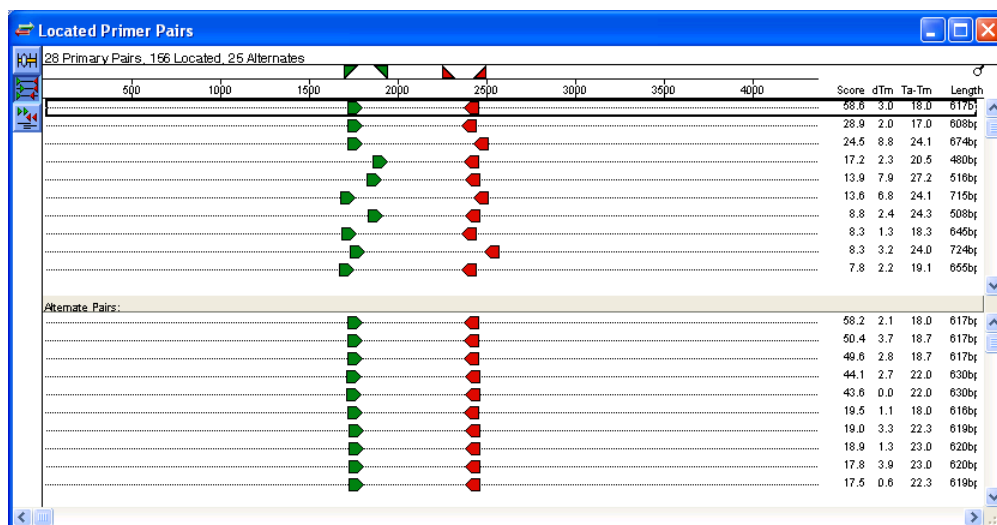 Located Primer Pairs
28 Primary Pairs, 156 Located, 25 Alternates
500 1000 1500 2000 2500 3000 3500 4000 Score dTm Ta-Tm Length
58.6 3.0 18.0 617b
28.9 2.0 17.0 608bp
24.5 8.8 24.1 674bp
17.2 2.3 20.5 480bp
13.9 7.9 27.2 516bp
13.6 6.8 24.1 715bp
8.8 2.4 24.3 508bp
8.3 1.3 18.3 645bp
8.3 3.2 24.0 724bp
7.8 2.2 19.1 655bp
Alternate Pairs:
58.2 2.1 18.0 617bp
50.4 3.7 18.7 617bp
49.6 2.8 18.7 617bp
44.1 2.7 22.0 630bp
43.6 0.0 22.0 630bp
19.5 1.1 18.0 616bp
19.0 3.3 22.3 619bp
18.9 1.3 23.0 620bp
17.8 3.9 23.0 620bp
17.5 0.6 22.3 619bp